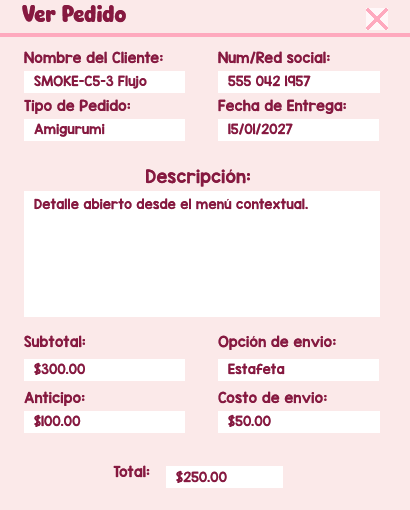 Ver Pedido
Nombre del Cliente: Num/Red social:
SMOKE-C5-3 Flujo 555 042 1957
Tipo de Pedido: Fecha de Entrega:
Amigurumi 15/01/2027
Descripción:
Detalle abierto desde el menú contextual.
Subtotal: Opción de envio:
$300.00 Estafeta
Anticipo: Costo de envio:
$100.00 $50.00
Total: $250.00